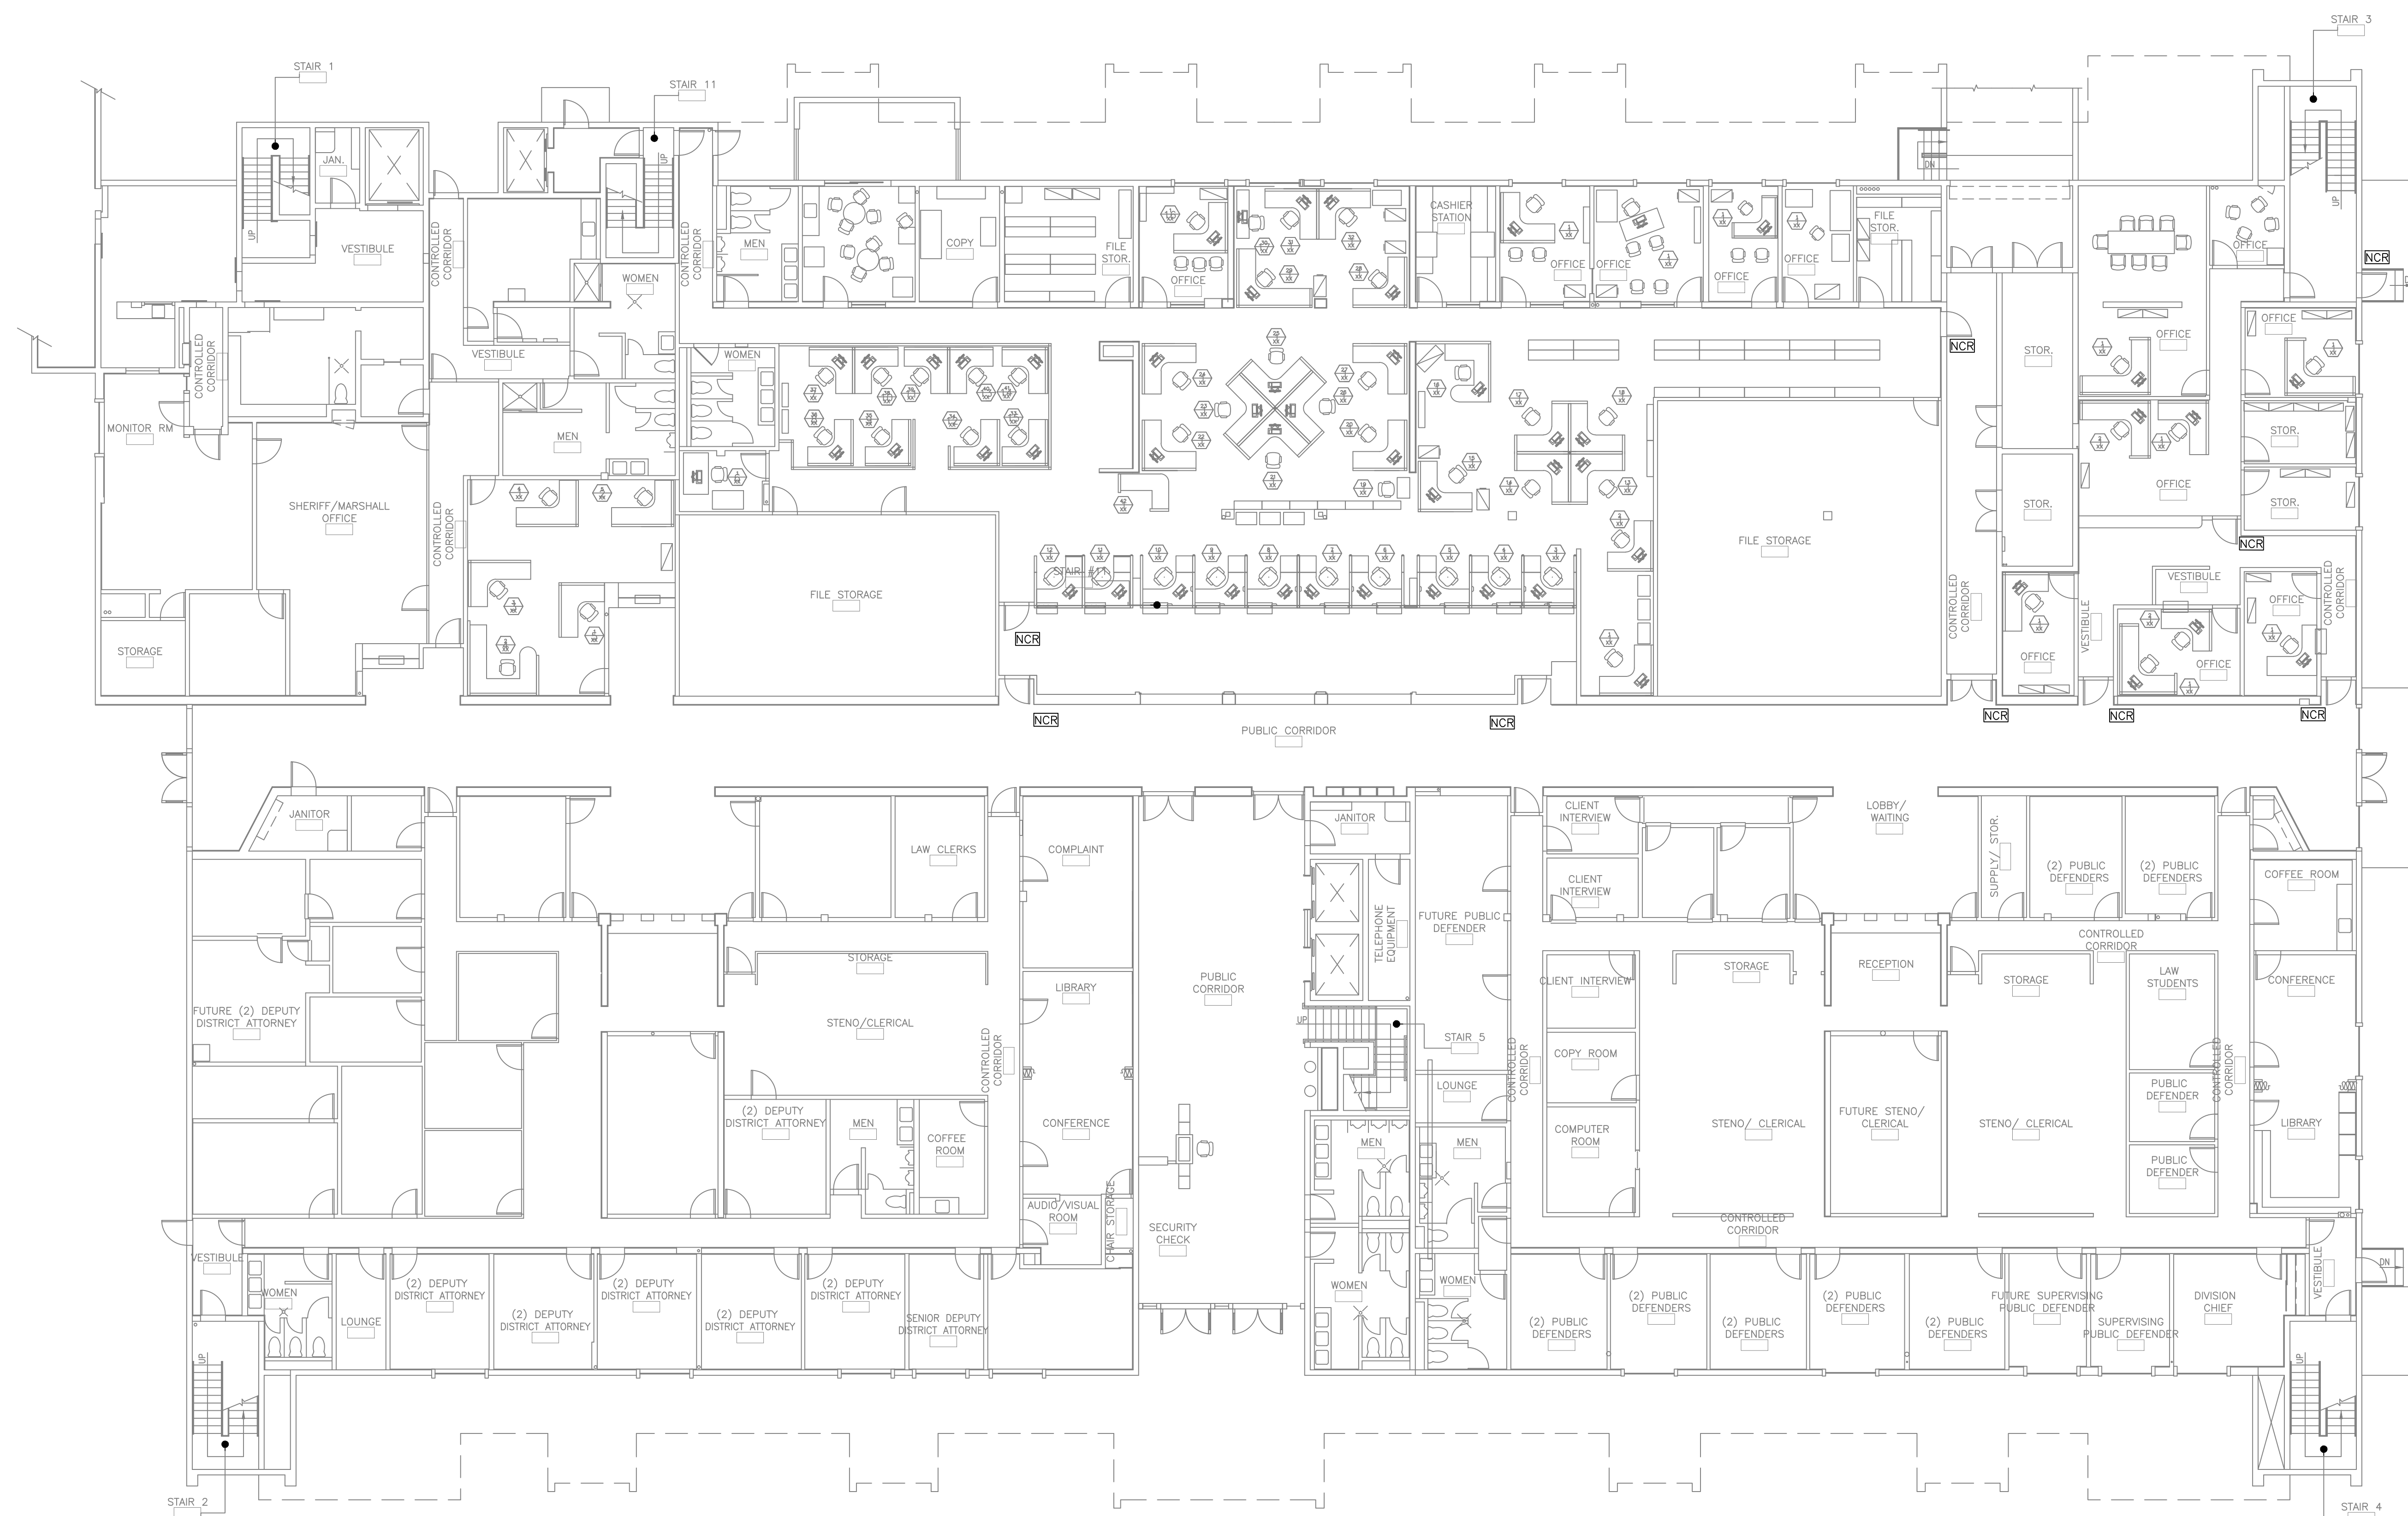 STAIR 3
STAIR 1
STAIR 11
UP
JAN.
UP
UP
VESTIBULE
CONTROLLED
CORRIDOR
WOMEN
CONTROLLED
CORRIDOR
MEN
COPY
FILE
STOR.
OFFICE
CASHIER
STATION
OFFICE
OFFICE
OFFICE
OFFICE
FILE
STOR.
DN
OFFICE
UP
NCR
CONTROLLED
CORRIDOR
VESTIBULE
WOMEN
NCR
STOR.
OFFICE
OFFICE
MONITOR RM
MEN
STOR.
SHERIFF/MARSHALL
OFFICE
CONTROLLED
CORRIDOR
STOR.
OFFICE
STOR.
FILE STORAGE
NCR
STAIR #11
FILE STORAGE
VESTIBULE
OFFICE
CONTROLLED
CORRIDOR
CONTROLLED
CORRIDOR
VESTIBULE
STORAGE
NCR
OFFICE
OFFICE
NCR
NCR
NCR
NCR
NCR
PUBLIC CORRIDOR
JANITOR
LAW CLERKS
COMPLAINT
JANITOR
CLIENT
INTERVIEW
LOBBY/
WAITING
SUPPLY/ STOR.
(2) PUBLIC
DEFENDERS
(2) PUBLIC
DEFENDERS
COFFEE ROOM
CLIENT
INTERVIEW
TELEPHONE
EQUIPMENT
FUTURE PUBLIC
DEFENDER
CONTROLLED
CORRIDOR
STORAGE
LIBRARY
PUBLIC
CORRIDOR
CLIENT INTERVIEW
STORAGE
RECEPTION
STORAGE
LAW
STUDENTS
CONFERENCE
FUTURE (2) DEPUTY
DISTRICT ATTORNEY
STENO/CLERICAL
CONTROLLED
CORRIDOR
UP
STAIR 5
CONTROLLED
CORRIDOR
COPY ROOM
CONTROLLED
CORRIDOR
LOUNGE
PUBLIC
DEFENDER
(2) DEPUTY
DISTRICT ATTORNEY
MEN
COFFEE
ROOM
CONFERENCE
MEN
MEN
COMPUTER
ROOM
STENO/ CLERICAL
FUTURE STENO/
CLERICAL
STENO/ CLERICAL
LIBRARY
PUBLIC
DEFENDER
AUDIO/VISUAL
ROOM
CHAIR STORAGE
SECURITY
CHECK
CONTROLLED
CORRIDOR
VESTIBULE
WOMEN
LOUNGE
(2) DEPUTY
DISTRICT ATTORNEY
(2) DEPUTY
DISTRICT ATTORNEY
(2) DEPUTY
DISTRICT ATTORNEY
(2) DEPUTY
DISTRICT ATTORNEY
(2) DEPUTY
DISTRICT ATTORNEY
SENIOR DEPUTY
DISTRICT ATTORNEY
WOMEN
WOMEN
(2) PUBLIC
DEFENDERS
(2) PUBLIC
DEFENDERS
(2) PUBLIC
DEFENDERS
(2) PUBLIC
DEFENDERS
(2) PUBLIC
DEFENDERS
FUTURE SUPERVISING
PUBLIC DEFENDER
SUPERVISING
PUBLIC DEFENDER
DIVISION
CHIEF
VESTIBULE
DN
UP
UP
STAIR 2
STAIR 4